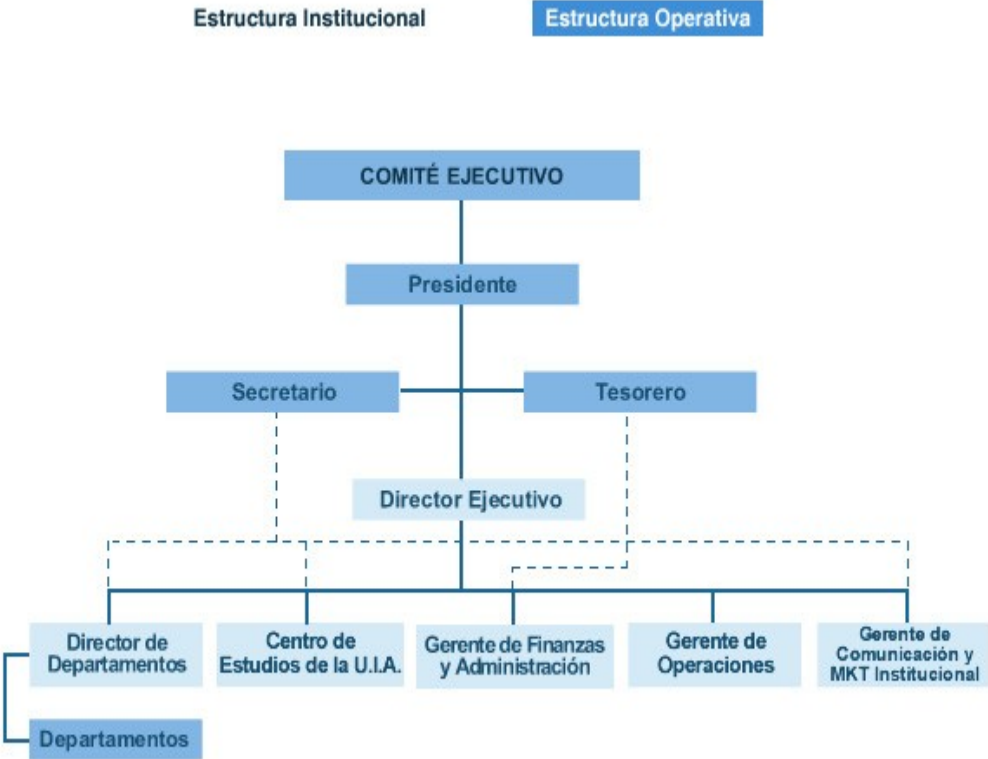 Estructura Institucional
Estructura Operativa
COMITÉ EJECUTIVO
Presidente
Secretario
Tesorero
Director Ejecutivo
Director de
Departamentos
Centro de
Estudios de la U.I.A.
Gerente de Finanzas
y Administración
Gerente de
Operaciones
Gerente de
Comunicación y
MKT Institucional
Departamentos